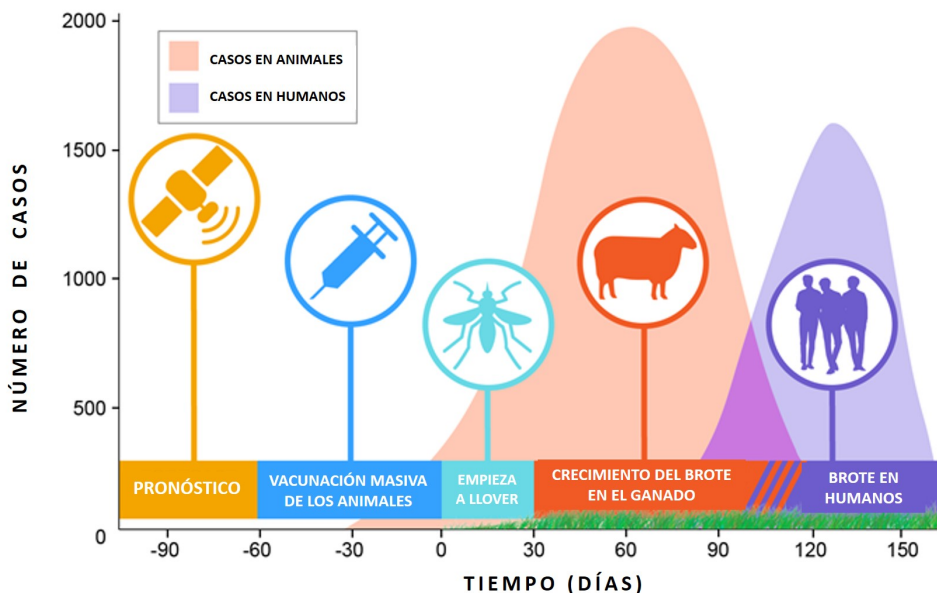 2000
1500
1000
500
0
NÚMERO DE CASOS
CASOS EN ANIMALES
CASOS EN HUMANOS
PRONÓSTICO
VACUNACIÓN MASIVA
DE LOS ANIMALES
EMPIEZA
A LLOVER
CRECIMIENTO DEL BROTE
EN EL GANADO
BROTE EN
HUMANOS
-90 -60 -30 0 30 60 90 120 150
TIEMPO (DÍAS)